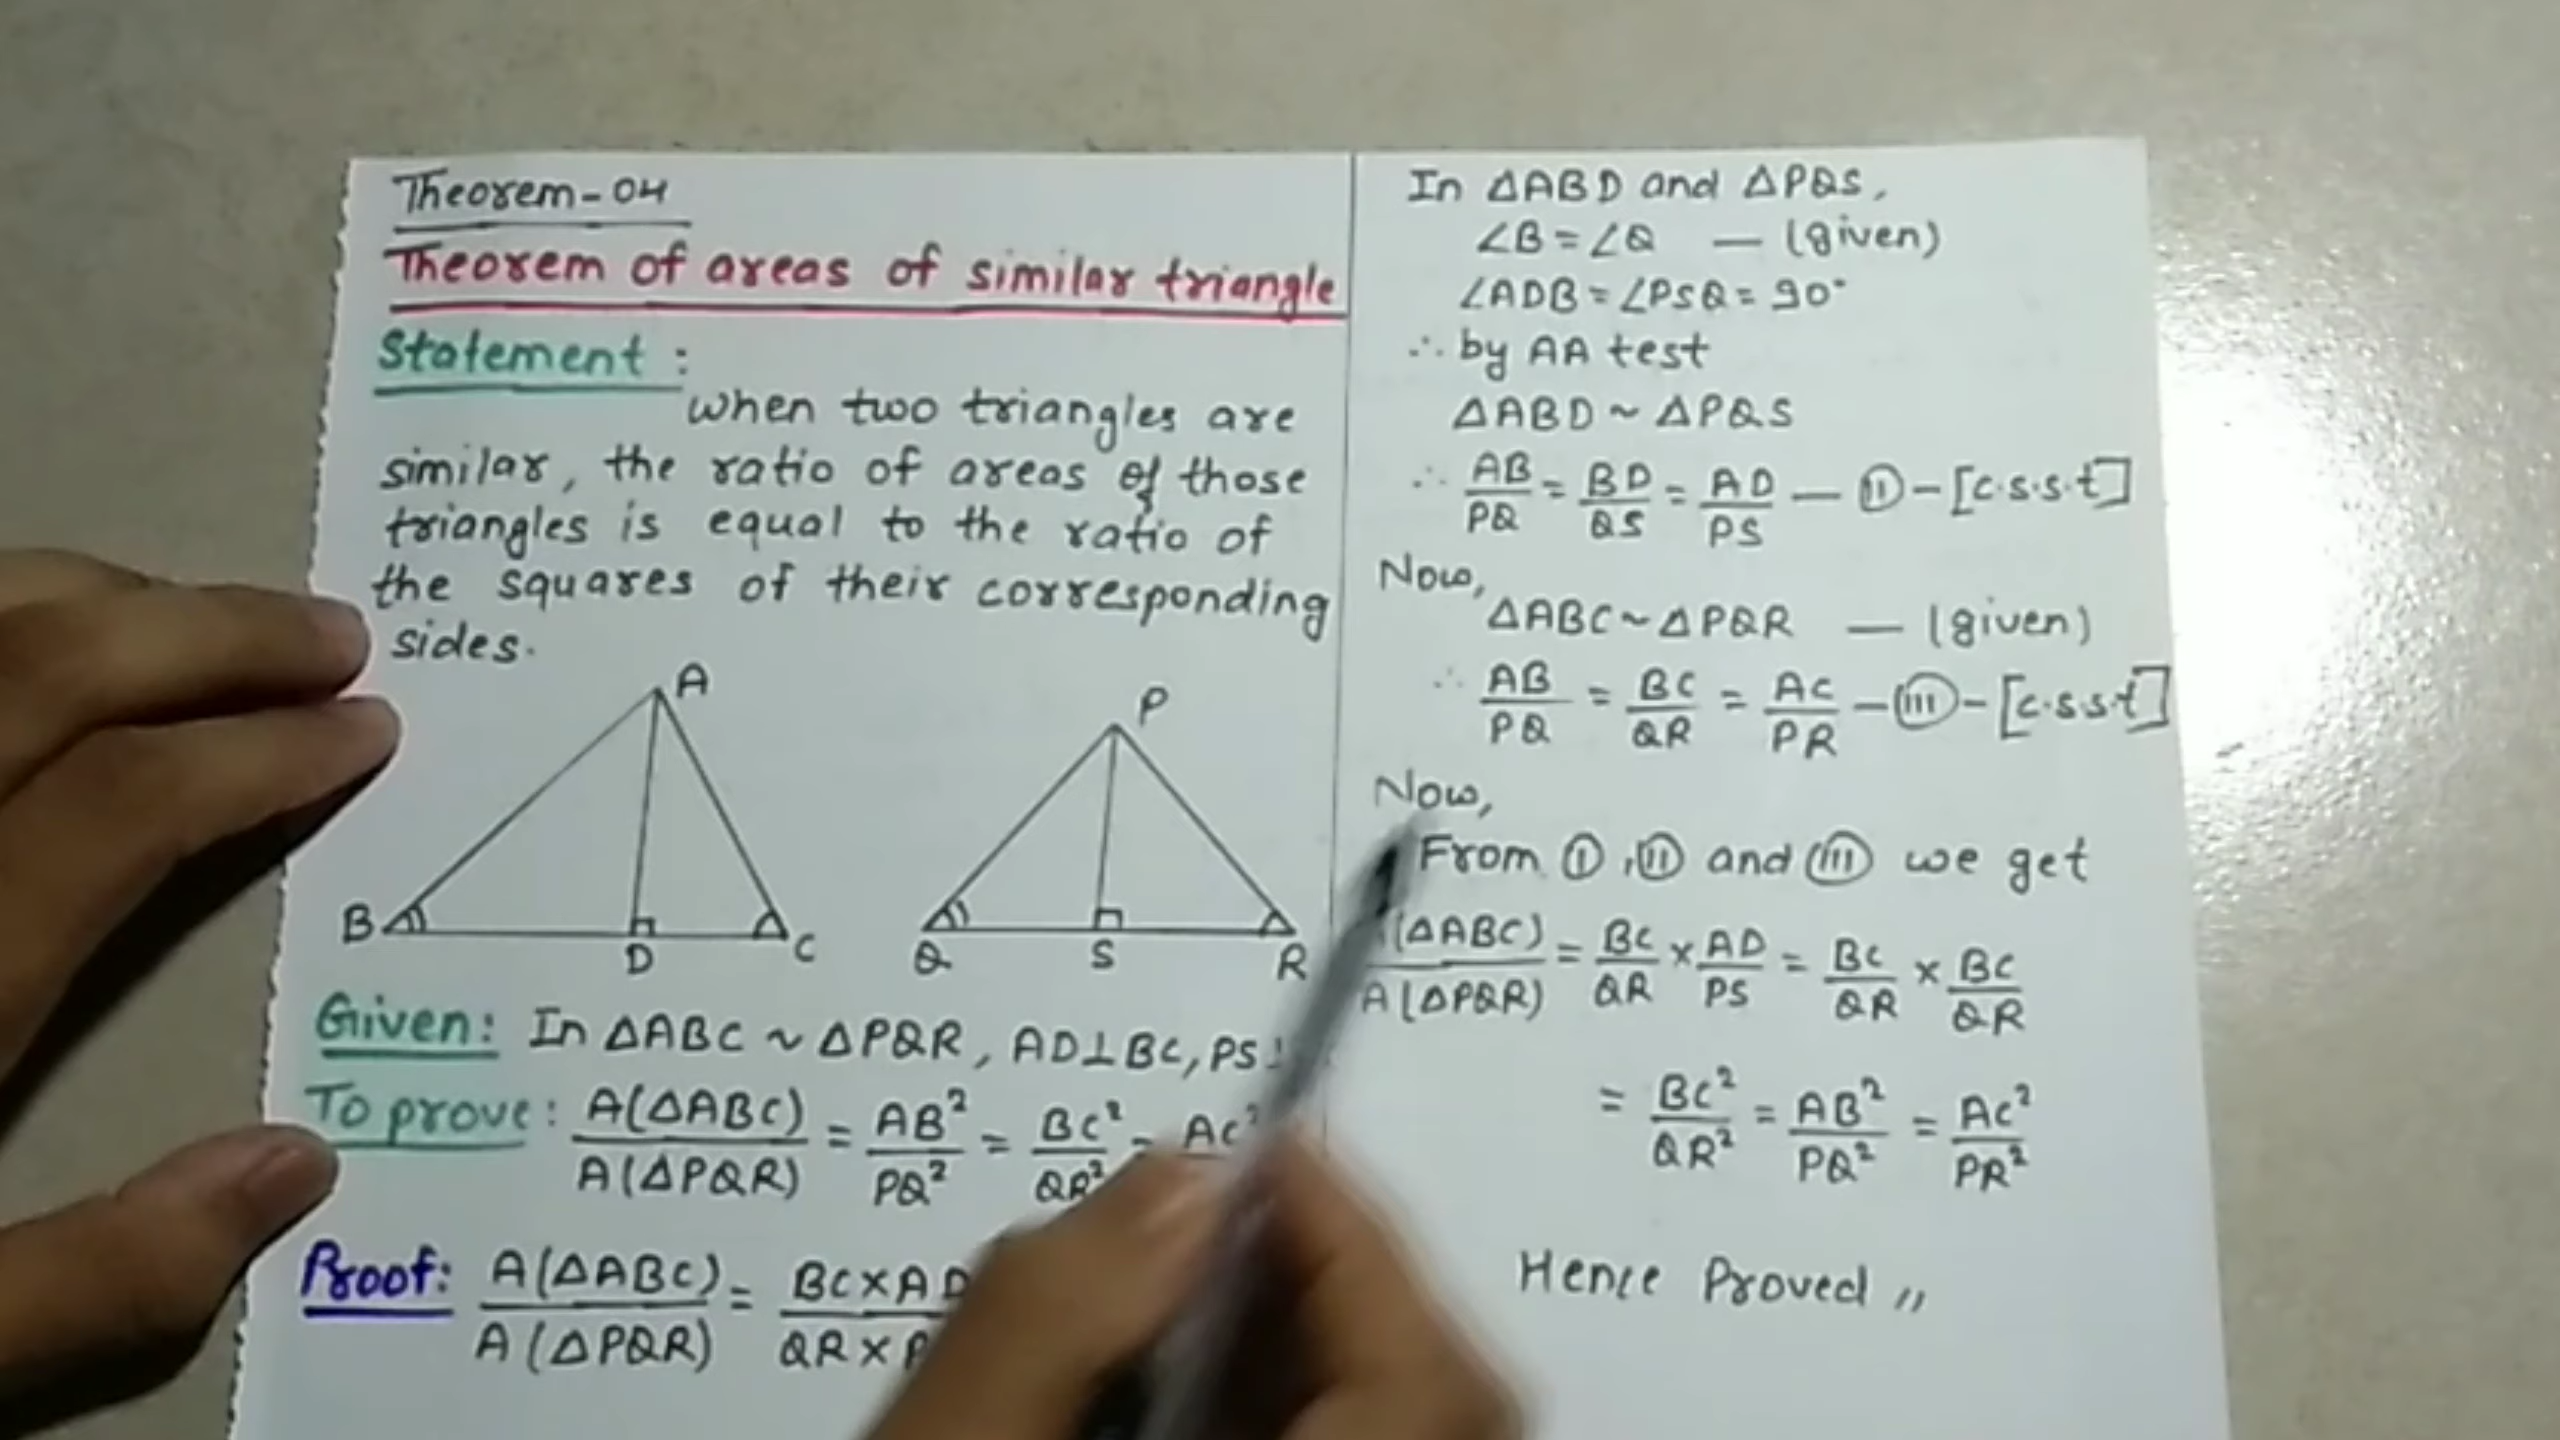 Theorem-04
Theorem of areas of similar triangle
Statement :
When two triangles are
similar, the ratio of areas of those
triangles is equal to the ratio of
the squares of their corresponding
sides.
A
B
D
C
P
Q
S
R
Given: In ΔABC ~ ΔPQR, AD⊥BC, PS⊥
To prove: A(ΔABC)/A(ΔPQR) = AB²/PQ² = BC²/QR² = AC²
Proof: A(ΔABC)/A(ΔPQR) = BC×AD/QR×
In ΔABD and ΔPQS,
∠B = ∠Q — (given)
∠ADB = ∠PSQ = 90°
∴ by AA test
ΔABD ~ ΔPQS
∴ AB/PQ = BD/QS = AD/PS — (II) – [c.s.s.t]
Now,
ΔABC ~ ΔPQR — (given)
∴ AB/PQ = BC/QR = AC/PR — (III) – [c.s.s.t]
Now,
From (I), (II) and (III) we get
(ΔABC)/A(ΔPQR) = BC/QR × AD/PS = BC/QR × BC/QR
= BC²/QR² = AB²/PQ² = AC²/PR²
Hence Proved ,,